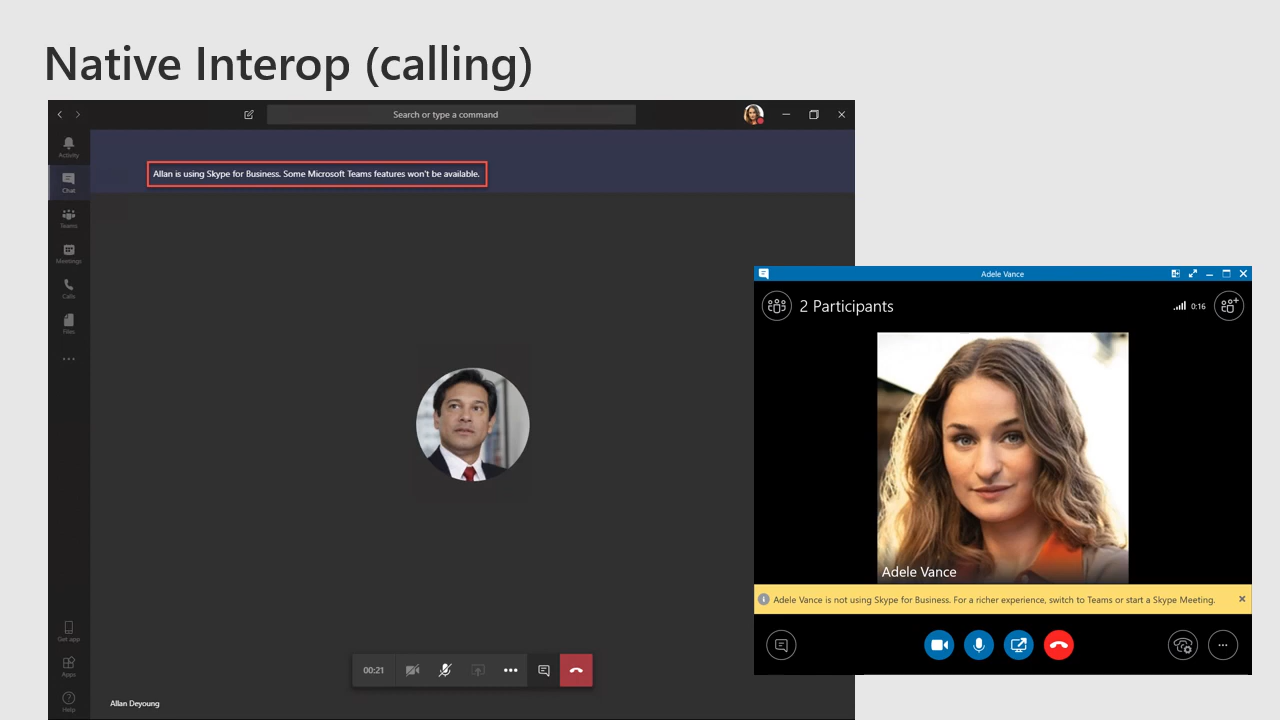 Native Interop (calling)
Search or type a command
Activity
Allan is using Skype for Business. Some Microsoft Teams features won't be available.
Chat
Teams
Meetings
Calls
Files
Get app
Apps
Help
00:21
Allan Deyoung
Adele Vance
2 Participants
0:16
Adele Vance
Adele Vance is not using Skype for Business. For a richer experience, switch to Teams or start a Skype Meeting.